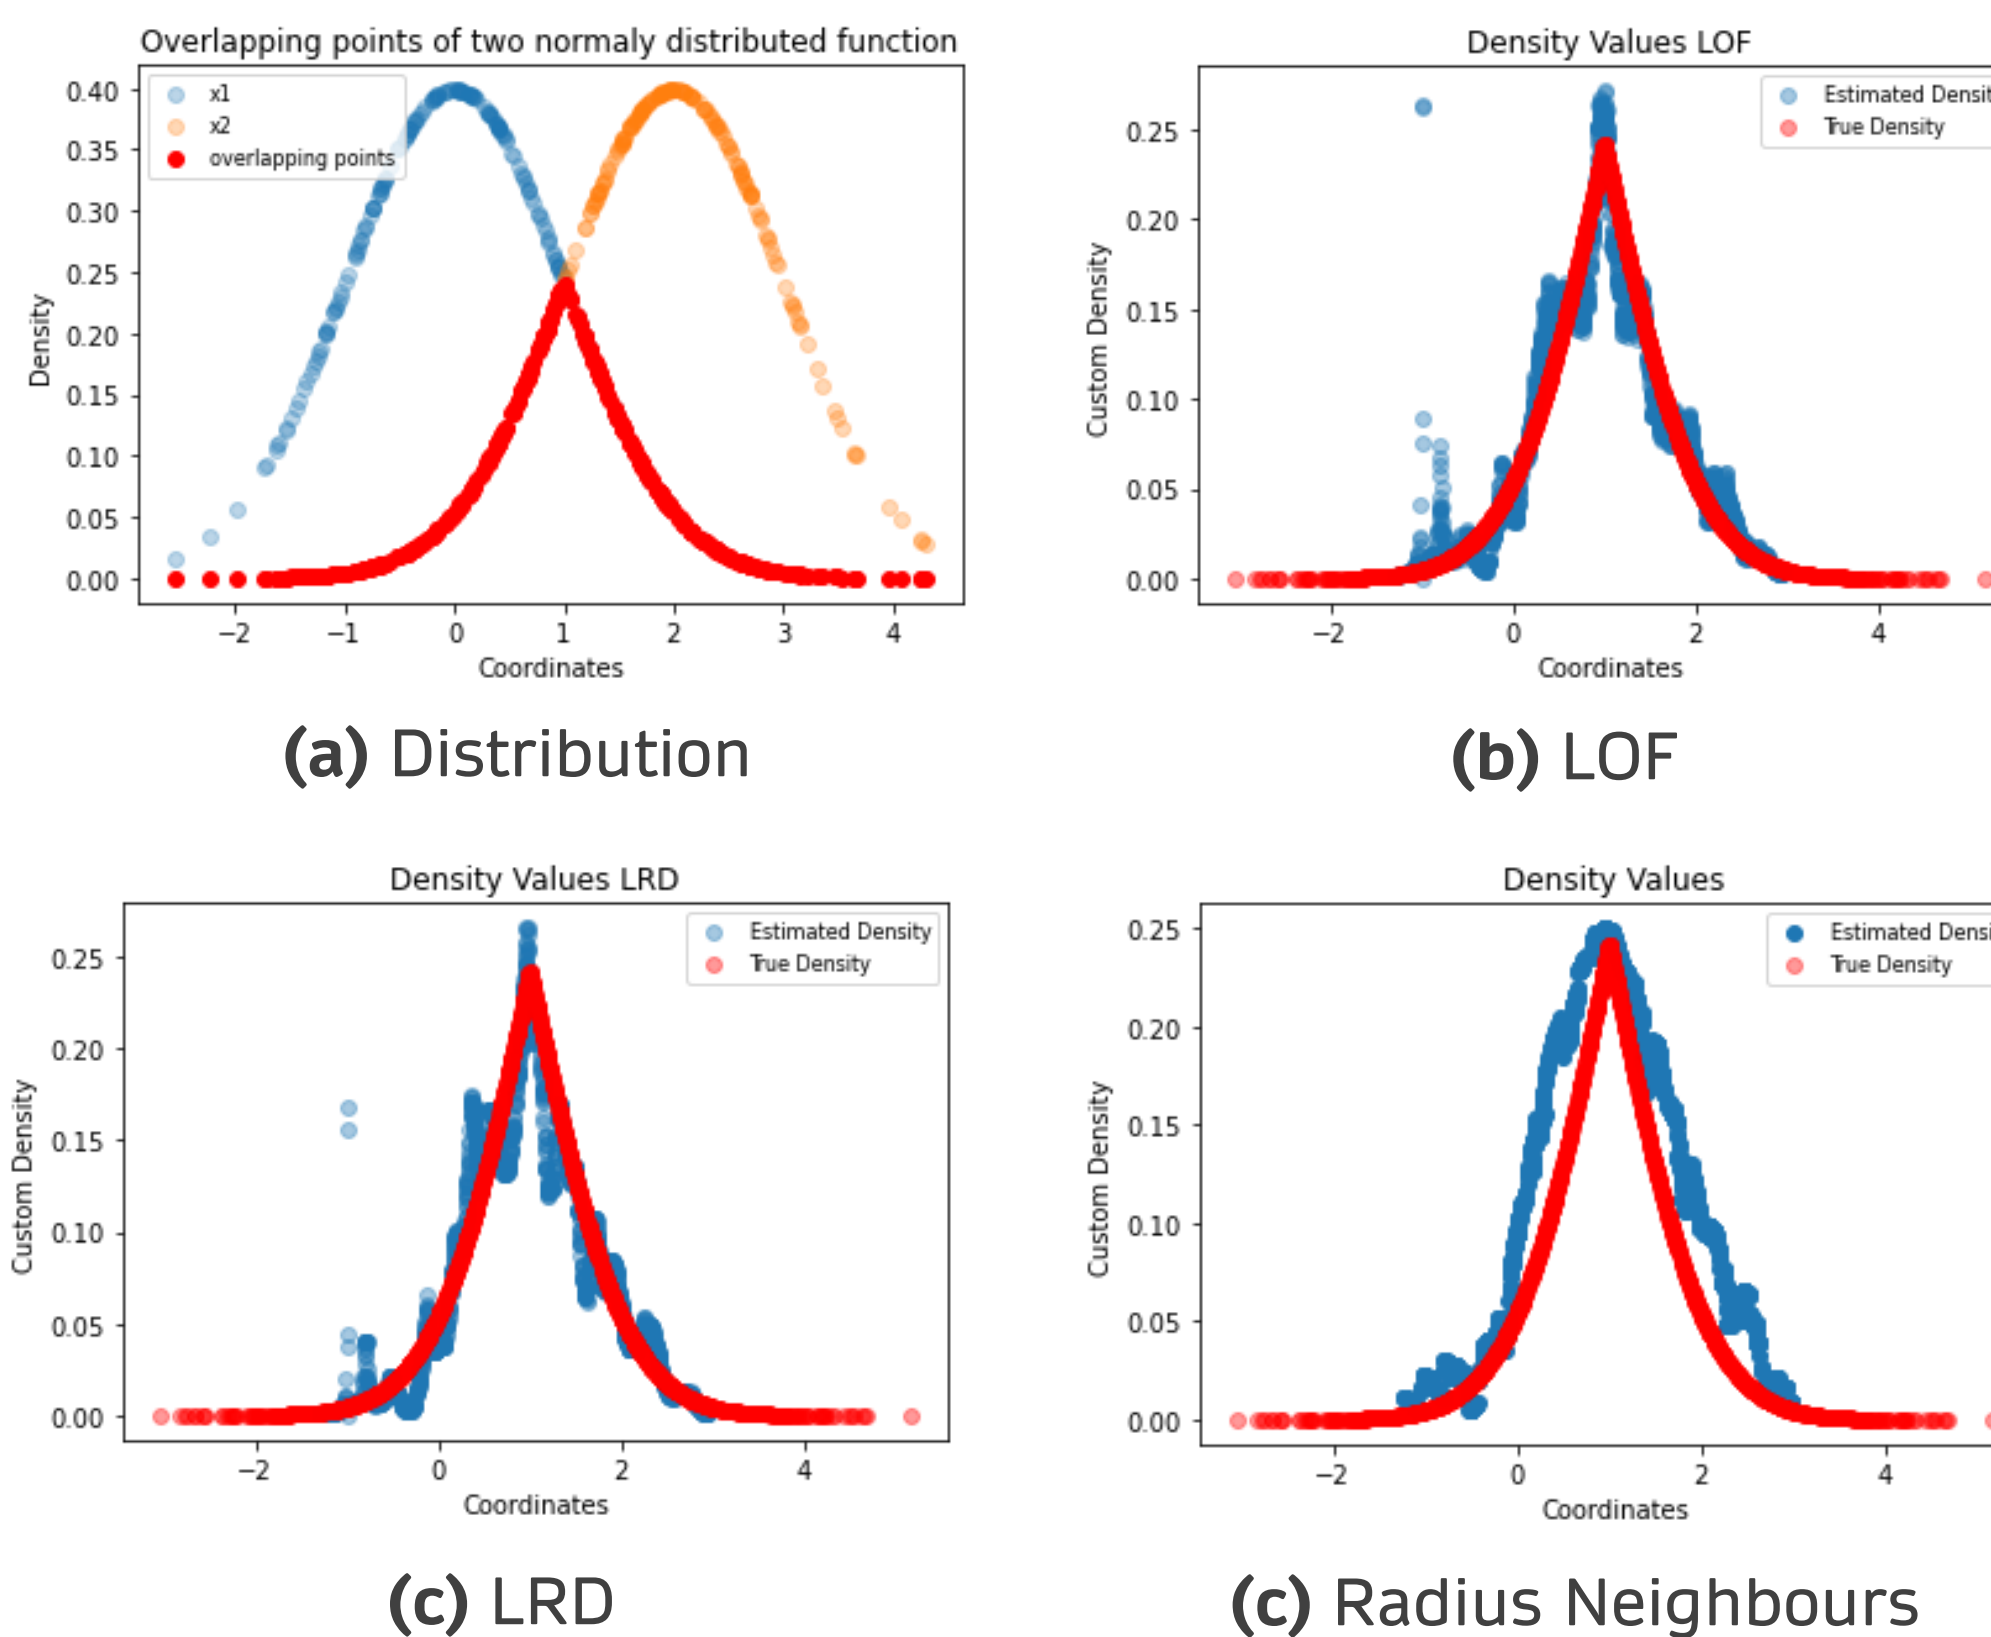 Overlapping points of two normaly distributed function
x1
x2
overlapping points
0.40
0.35
0.30
0.25
0.20
0.15
0.10
0.05
0.00
Density
−2 −1 0 1 2 3 4
Coordinates
(a) Distribution
Density Values LOF
Estimated Densit
True Density
0.25
0.20
0.15
0.10
0.05
0.00
Custom Density
−2 0 2 4
Coordinates
(b) LOF
Density Values LRD
Estimated Density
True Density
0.25
0.20
0.15
0.10
0.05
0.00
Custom Density
−2 0 2 4
Coordinates
(c) LRD
Density Values
Estimated Densi
True Density
0.25
0.20
0.15
0.10
0.05
0.00
Custom Density
−2 0 2 4
Coordinates
(c) Radius Neighbours